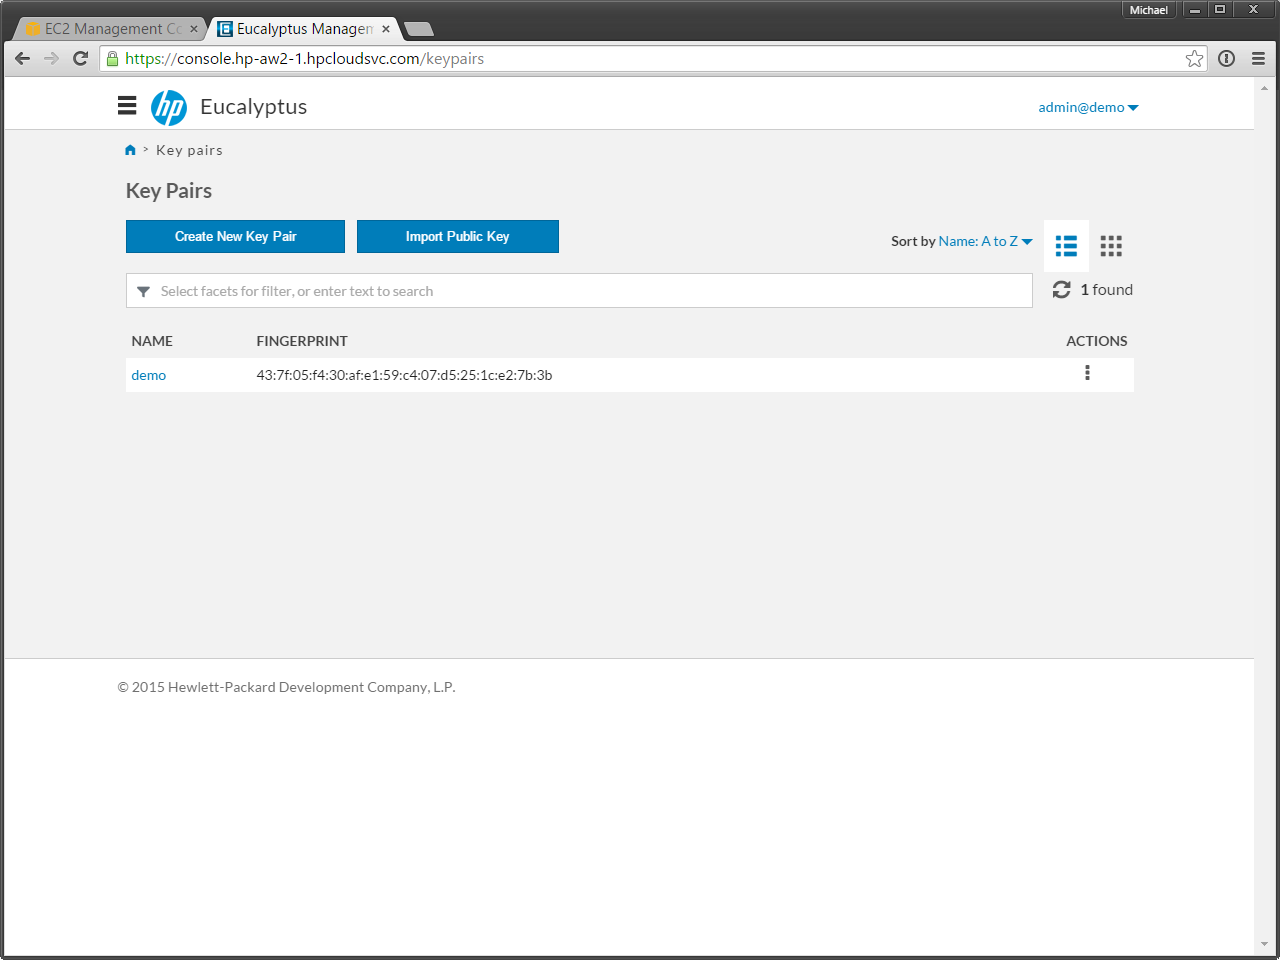 Michael
EC2 Management Co
Eucalyptus Managem
https://console.hp-aw2-1.hpcloudsvc.com/keypairs
hp Eucalyptus
admin@demo
> Key pairs
Key Pairs
Create New Key Pair
Import Public Key
Sort by Name: A to Z
Select facets for filter, or enter text to search
1 found
NAME FINGERPRINT ACTIONS
demo 43:7f:05:f4:30:af:e1:59:c4:07:d5:25:1c:e2:7b:3b
© 2015 Hewlett-Packard Development Company, L.P.